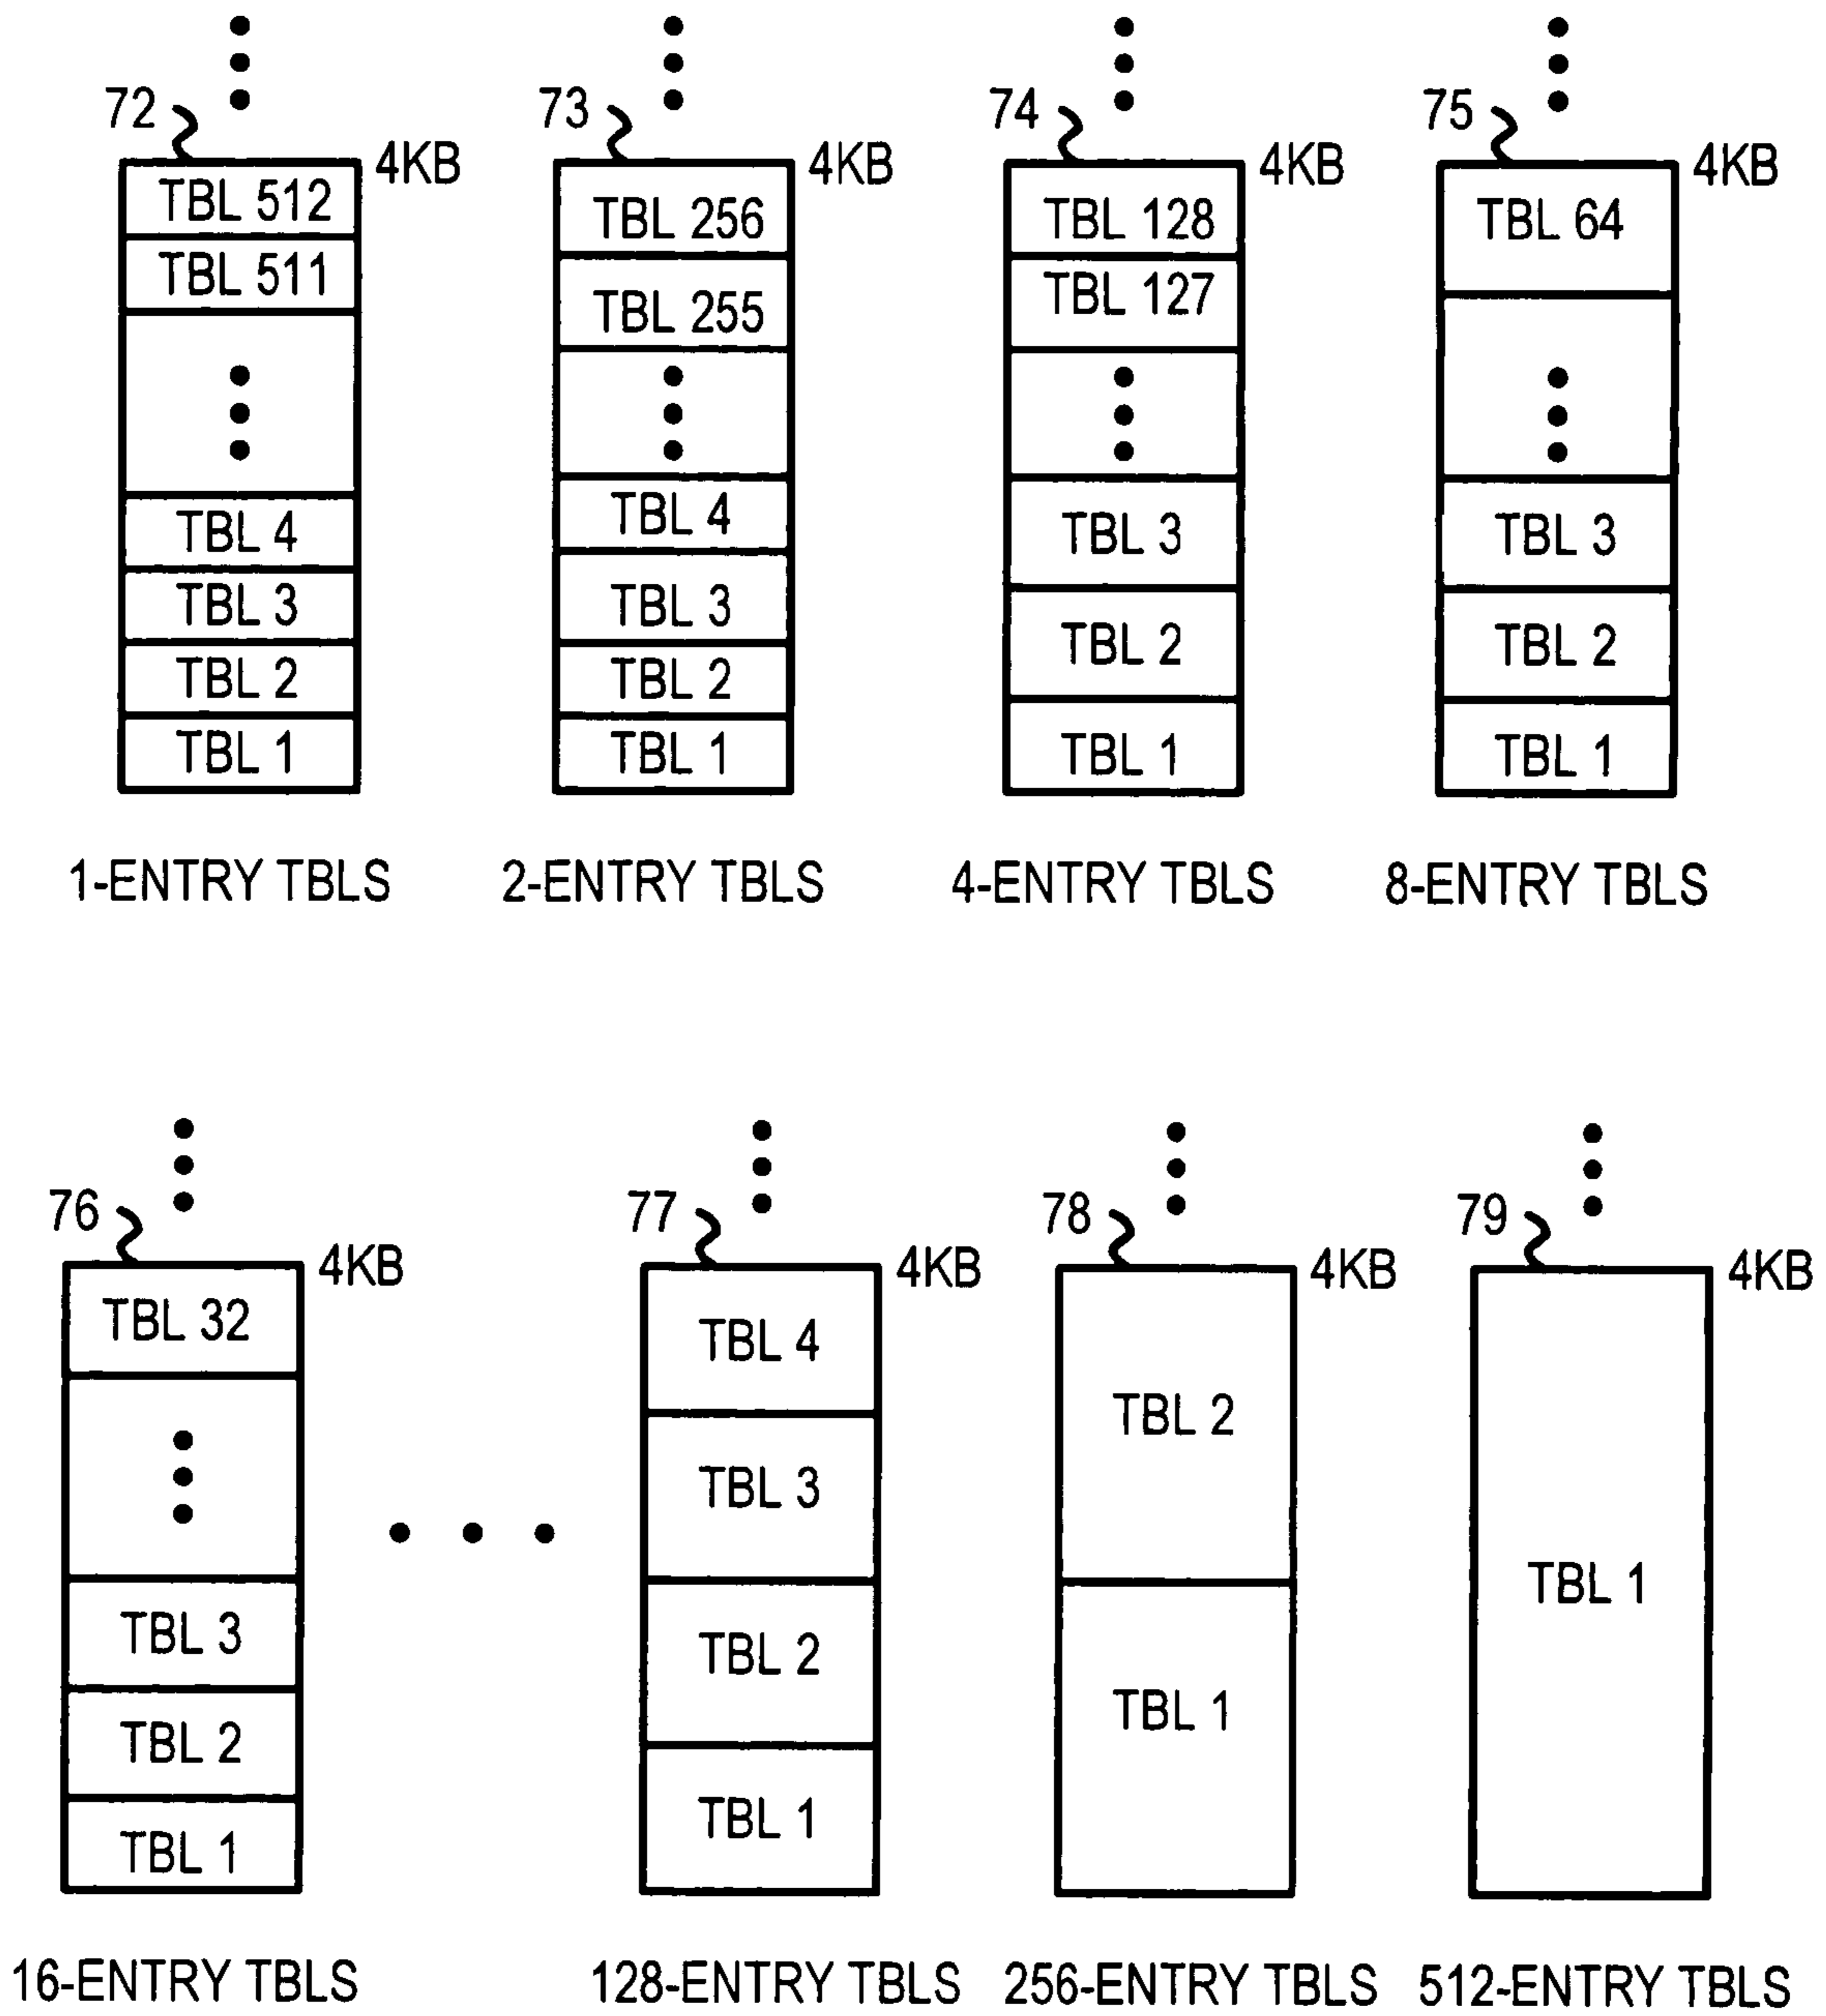 72
4KB
TBL 512
TBL 511
TBL 4
TBL 3
TBL 2
TBL 1
1-ENTRY TBLS
73
4KB
TBL 256
TBL 255
TBL 4
TBL 3
TBL 2
TBL 1
2-ENTRY TBLS
74
4KB
TBL 128
TBL 127
TBL 3
TBL 2
TBL 1
4-ENTRY TBLS
75
4KB
TBL 64
TBL 3
TBL 2
TBL 1
8-ENTRY TBLS
76
4KB
TBL 32
TBL 3
TBL 2
TBL 1
16-ENTRY TBLS
77
4KB
TBL 4
TBL 3
TBL 2
TBL 1
128-ENTRY TBLS
78
4KB
TBL 2
TBL 1
256-ENTRY TBLS
79
4KB
TBL 1
512-ENTRY TBLS